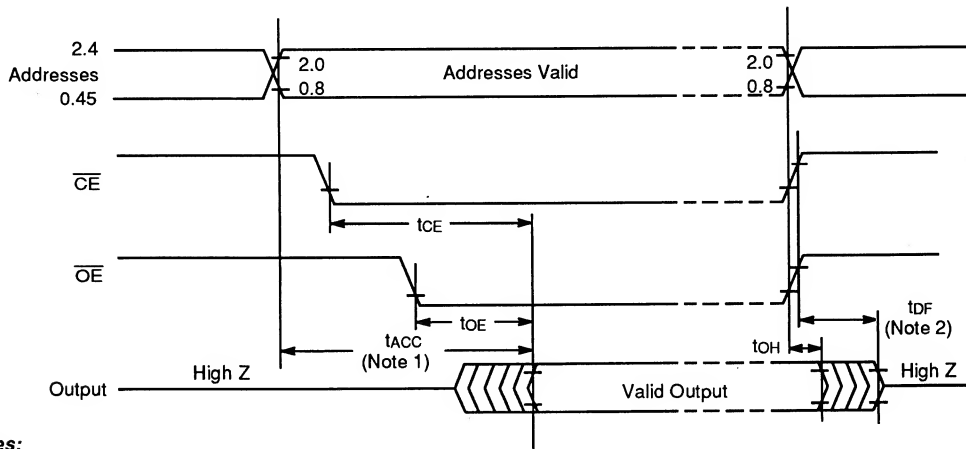 2.4
Addresses
0.45
2.0
0.8
Addresses Valid
2.0
0.8
CE
tCE
OE
tOE
tACC
(Note 1)
tOH
tDF
(Note 2)
Output
High Z
Valid Output
High Z
es: